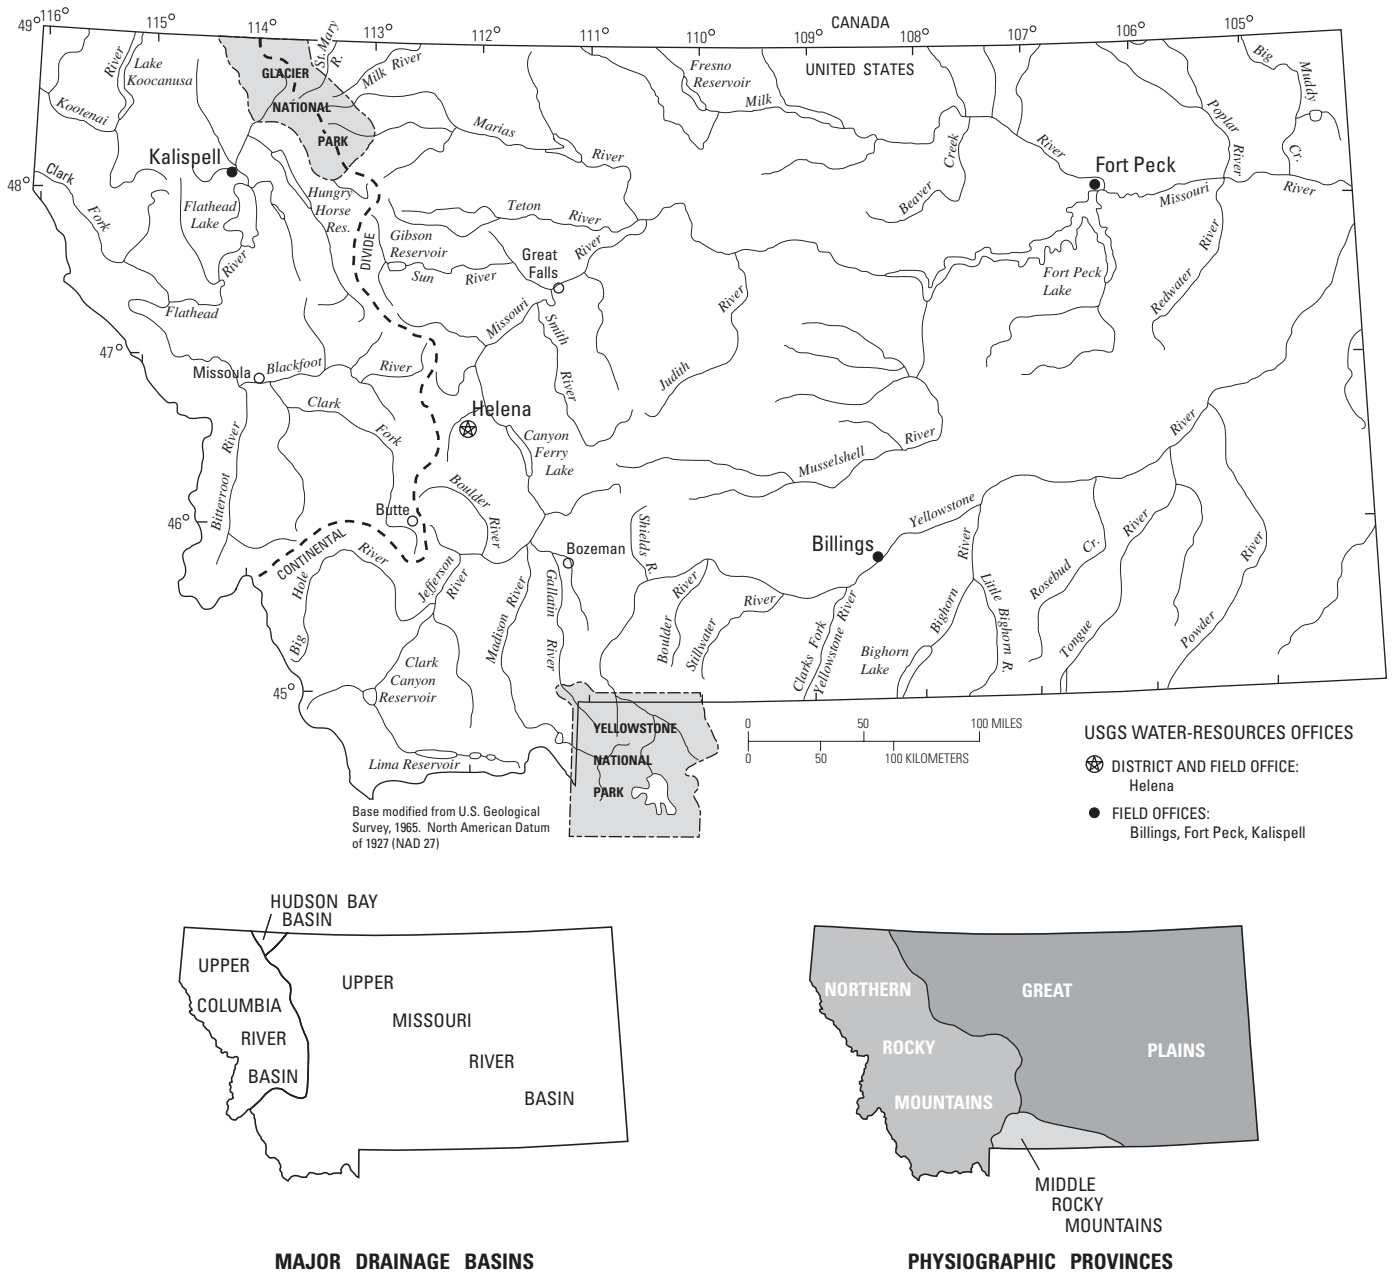 CANADA
UNITED STATES
49° 116° 115° 114° 113° 112° 111° 110° 109° 108° 107° 106° 105°
48°
47°
46°
45°
River
Lake
Koocanusa
Kootenai
GLACIER
NATIONAL
PARK
St. Mary
R.
Milk River
Marias
River
Fresno
Reservoir
Milk
River
Beaver
Creek
Poplar
River
Big
Muddy
Cr.
Kalispell
Fort Peck
Missouri
River
Clark
Fork
Flathead
Lake
River
Flathead
Hungry
Horse
Res.
DIVIDE
Teton
River
Gibson
Reservoir
Sun
River
Great
Falls
River
Missouri
Smith
River
Judith
River
Fort Peck
Lake
Redwater
River
Missoula
Blackfoot
River
Clark
Fork
Helena
Canyon
Ferry
Lake
Musselshell
River
Bitterroot
River
Butte
Boulder
River
CONTINENTAL
Bozeman
Shields
R.
Billings
Yellowstone
River
Big
Hole
River
Jefferson
River
Madison River
Gallatin
River
Boulder
River
Stillwater
River
Clarks Fork
Yellowstone River
Bighorn
Lake
Bighorn
River
Little Bighorn R.
Rosebud
Cr.
Tongue
River
Powder
River
Clark
Canyon
Reservoir
Lima Reservoir
YELLOWSTONE
NATIONAL
PARK
0 50 100 MILES
0 50 100 KILOMETERS
Base modified from U.S. Geological
Survey, 1965. North American Datum
of 1927 (NAD 27)
USGS WATER-RESOURCES OFFICES
DISTRICT AND FIELD OFFICE:
Helena
FIELD OFFICES:
Billings, Fort Peck, Kalispell
HUDSON BAY
BASIN
UPPER
COLUMBIA
RIVER
BASIN
UPPER
MISSOURI
RIVER
BASIN
MAJOR DRAINAGE BASINS
NORTHERN
ROCKY
MOUNTAINS
GREAT
PLAINS
MIDDLE
ROCKY
MOUNTAINS
PHYSIOGRAPHIC PROVINCES